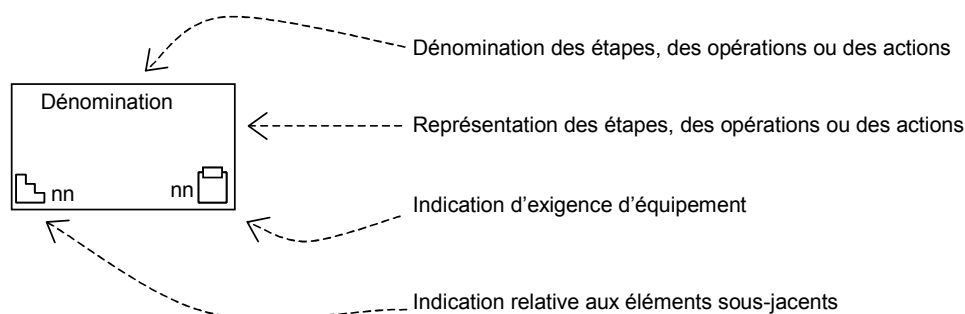 Dénomination des étapes, des opérations ou des actions
Dénomination
Représentation des étapes, des opérations ou des actions
nn
nn
Indication d’exigence d’équipement
Indication relative aux éléments sous-jacents